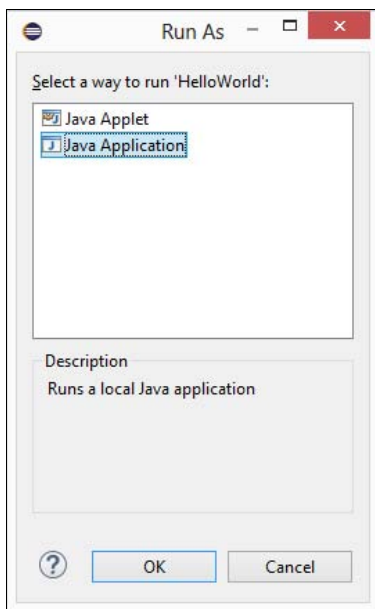 Run As
Select a way to run 'HelloWorld':
Java Applet
Java Application
Description
Runs a local Java application
OK
Cancel